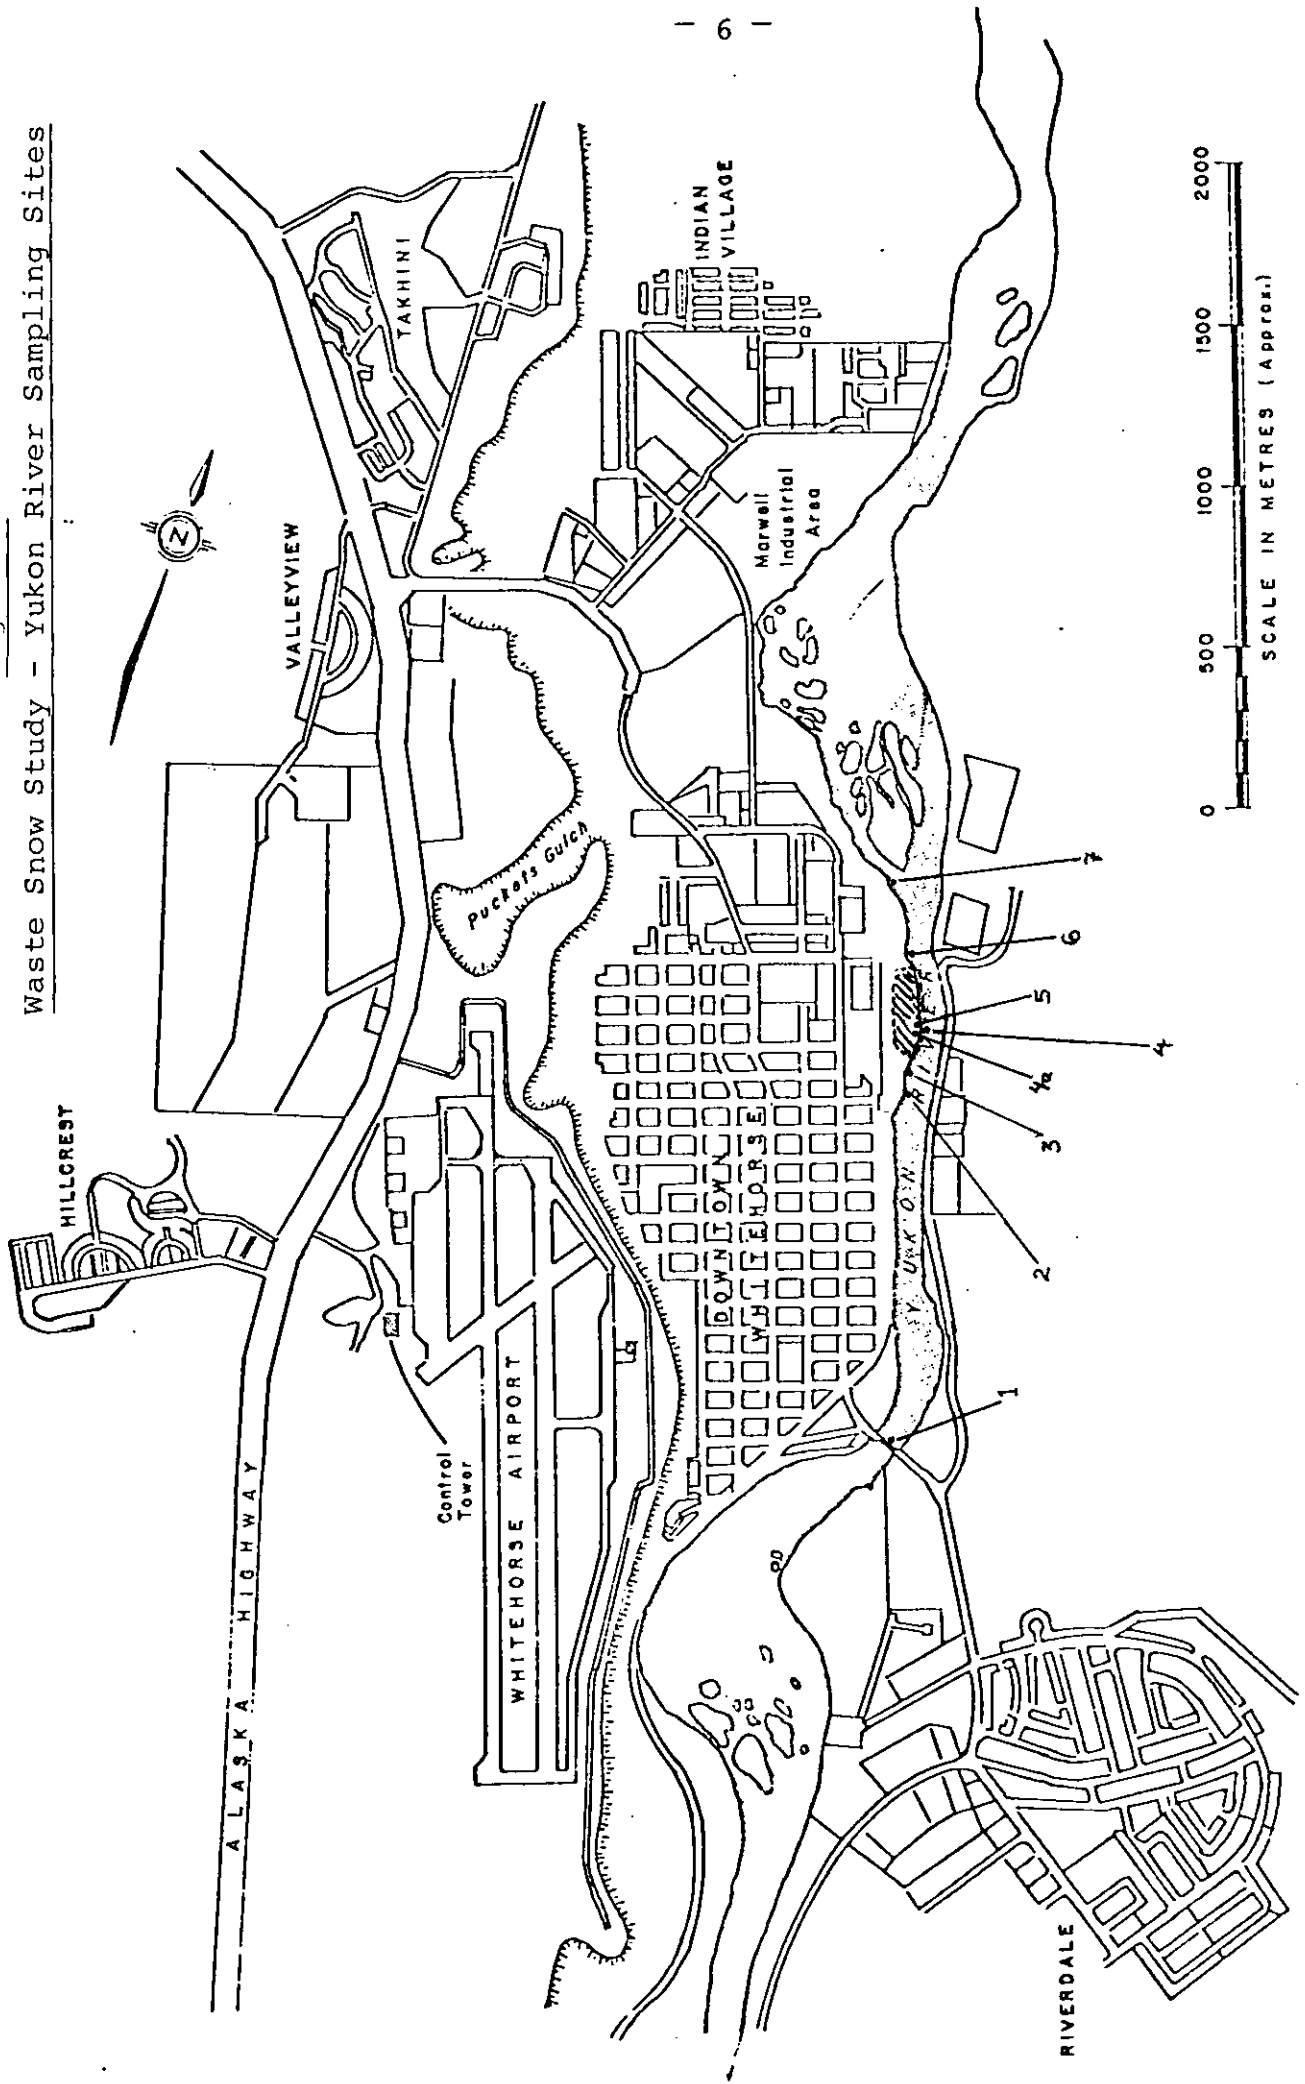 - 6 -
Waste Snow Study - Yukon River Sampling Sites
N
HILLCREST
VALLEYVIEW
TAKHINI
ALASKA HIGHWAY
Control
Tower
WHITEHORSE AIRPORT
Puckets Gulch
INDIAN
VILLAGE
Marwell
Industrial
Area
DOWNTOWN
WHITEHORSE
YUKON RIVER
1
2
3
4a
4
5
6
7
RIVERDALE
0 500 1000 1500 2000
SCALE IN METRES (Approx.)